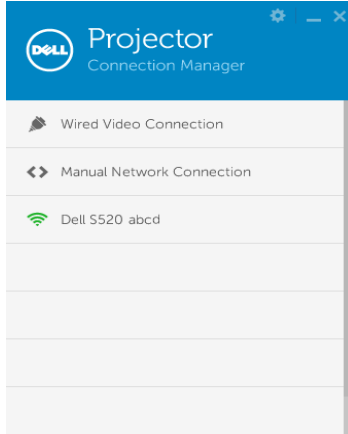 DELL
Projector
Connection Manager
Wired Video Connection
Manual Network Connection
Dell S520 abcd